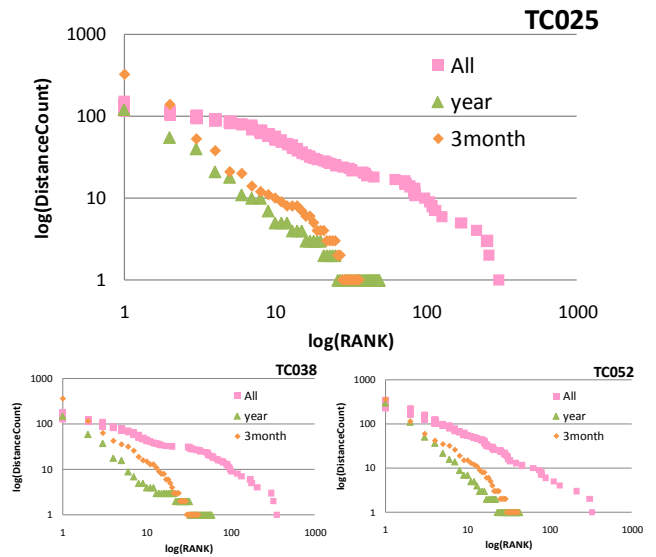 TC025
1000
100
10
1
1 10 100 1000
log(DistanceCount)
log(RANK)
All
year
3month
TC038
1000
100
10
1
1 10 100 1000
log(DistanceCount)
log(RANK)
All
year
3month
TC052
1000
100
10
1
1 10 100 1000
log(DistanceCount)
log(RANK)
All
year
3month